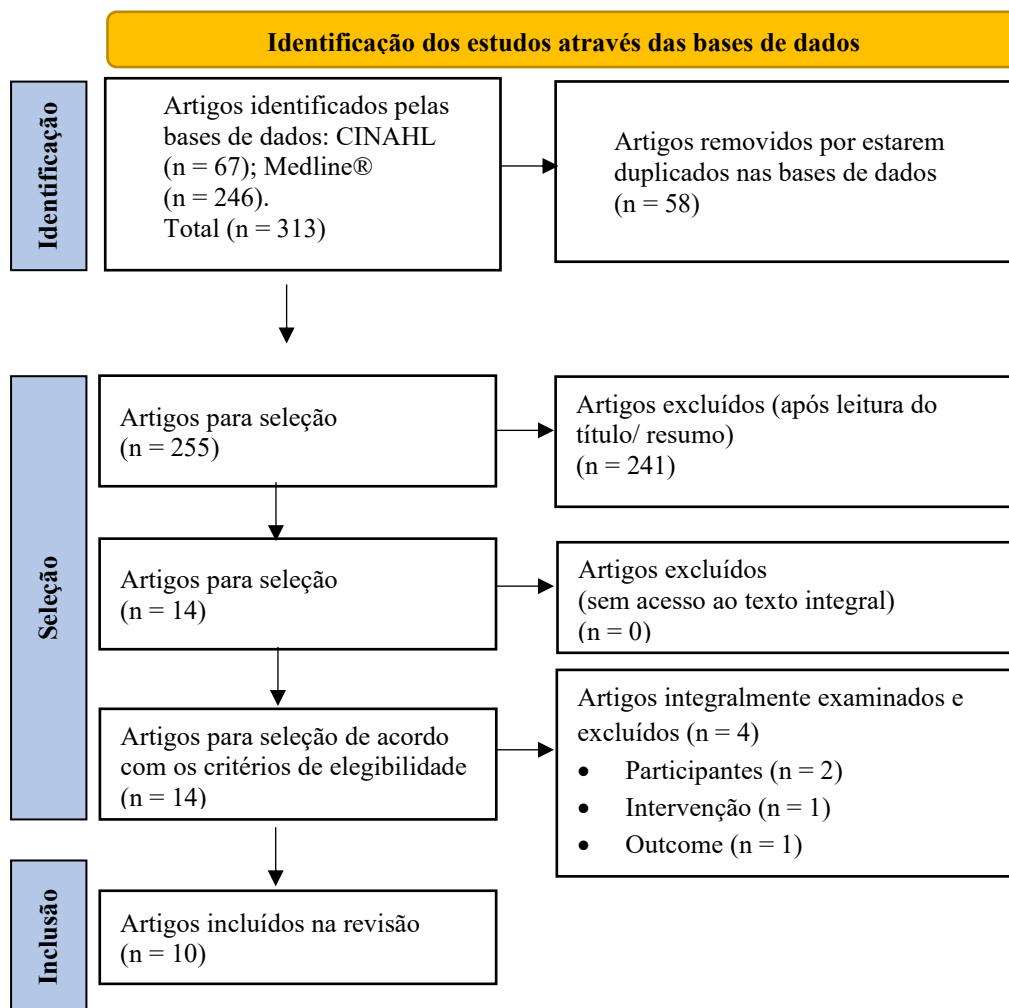 Identificação dos estudos através das bases de dados
Identificação
Artigos identificados pelas
bases de dados: CINAHL
(n = 67); Medline®
(n = 246).
Total (n = 313)
Artigos removidos por estarem
duplicados nas bases de dados
(n = 58)
Seleção
Artigos para seleção
(n = 255)
Artigos excluídos (após leitura do
título/ resumo)
(n = 241)
Artigos para seleção
(n = 14)
Artigos excluídos
(sem acesso ao texto integral)
(n = 0)
Artigos para seleção de acordo
com os critérios de elegibilidade
(n = 14)
Artigos integralmente examinados e
excluídos (n = 4)
• Participantes (n = 2)
• Intervenção (n = 1)
• Outcome (n = 1)
Inclusão
Artigos incluídos na revisão
(n = 10)